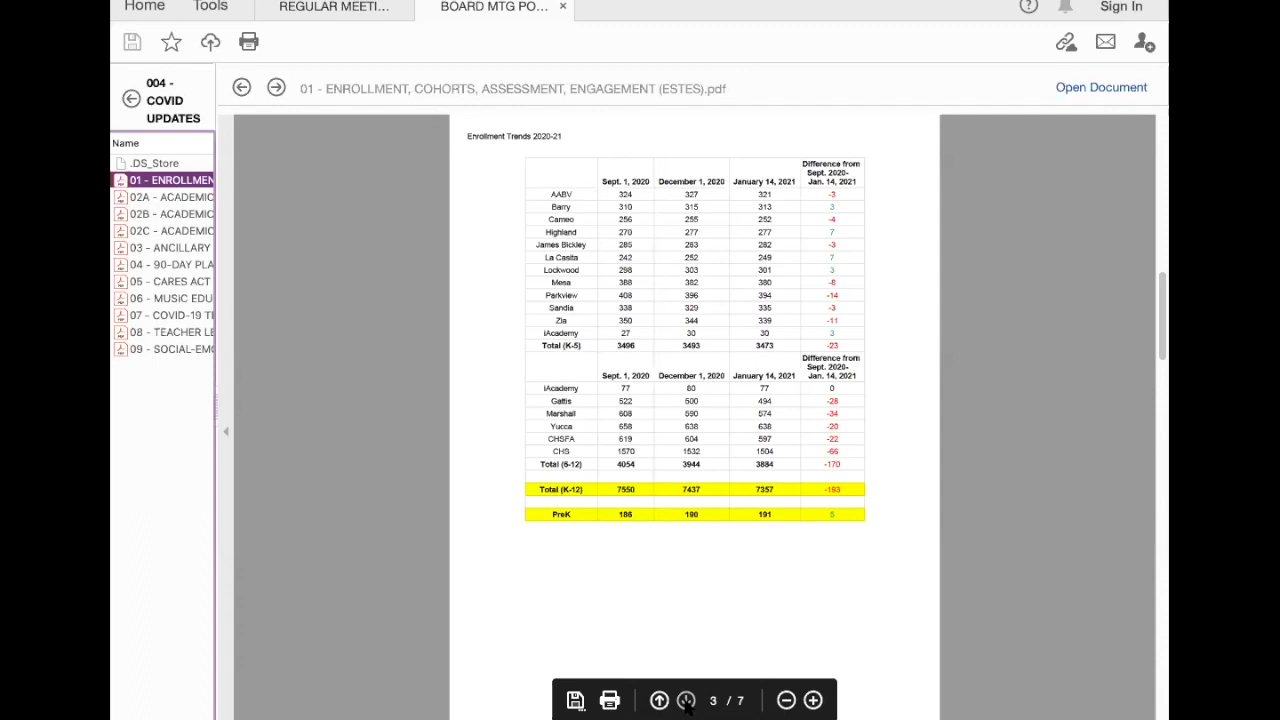 Home Tools REGULAR MEETI... BOARD MTG PO... × ? Sign In
004 -
COVID
UPDATES
01 - ENROLLMENT, COHORTS, ASSESSMENT, ENGAGEMENT (ESTES).pdf Open Document
Name
.DS_Store
01 - ENROLLMEN
02A - ACADEMIC
02B - ACADEMIC
02C - ACADEMIC
03 - ANCILLARY
04 - 90-DAY PLA
05 - CARES ACT
06 - MUSIC EDU
07 - COVID-19 TI
08 - TEACHER LE
09 - SOCIAL-EMO
Enrollment Trends 2020-21
Sept. 1, 2020 December 1, 2020 January 14, 2021 Difference from Sept. 2020- Jan. 14, 2021
AABV 324 327 321 -3
Barry 310 315 313 3
Cameo 256 255 252 -4
Highland 270 277 277 7
James Bickley 285 283 282 -3
La Casita 242 252 249 7
Lockwood 298 303 301 3
Mesa 388 382 380 -8
Parkview 408 396 394 -14
Sandia 338 329 335 -3
Zia 350 344 339 -11
iAcademy 27 30 30 3
Total (K-5) 3496 3493 3473 -23
Sept. 1, 2020 December 1, 2020 January 14, 2021 Difference from Sept. 2020- Jan. 14, 2021
iAcademy 77 80 77 0
Gattis 522 500 494 -28
Marshall 608 590 574 -34
Yucca 658 638 638 -20
CHSFA 619 604 597 -22
CHS 1570 1532 1504 -66
Total (6-12) 4054 3944 3884 -170
Total (K-12) 7550 7437 7357 -193
PreK 186 190 191 5
3 / 7